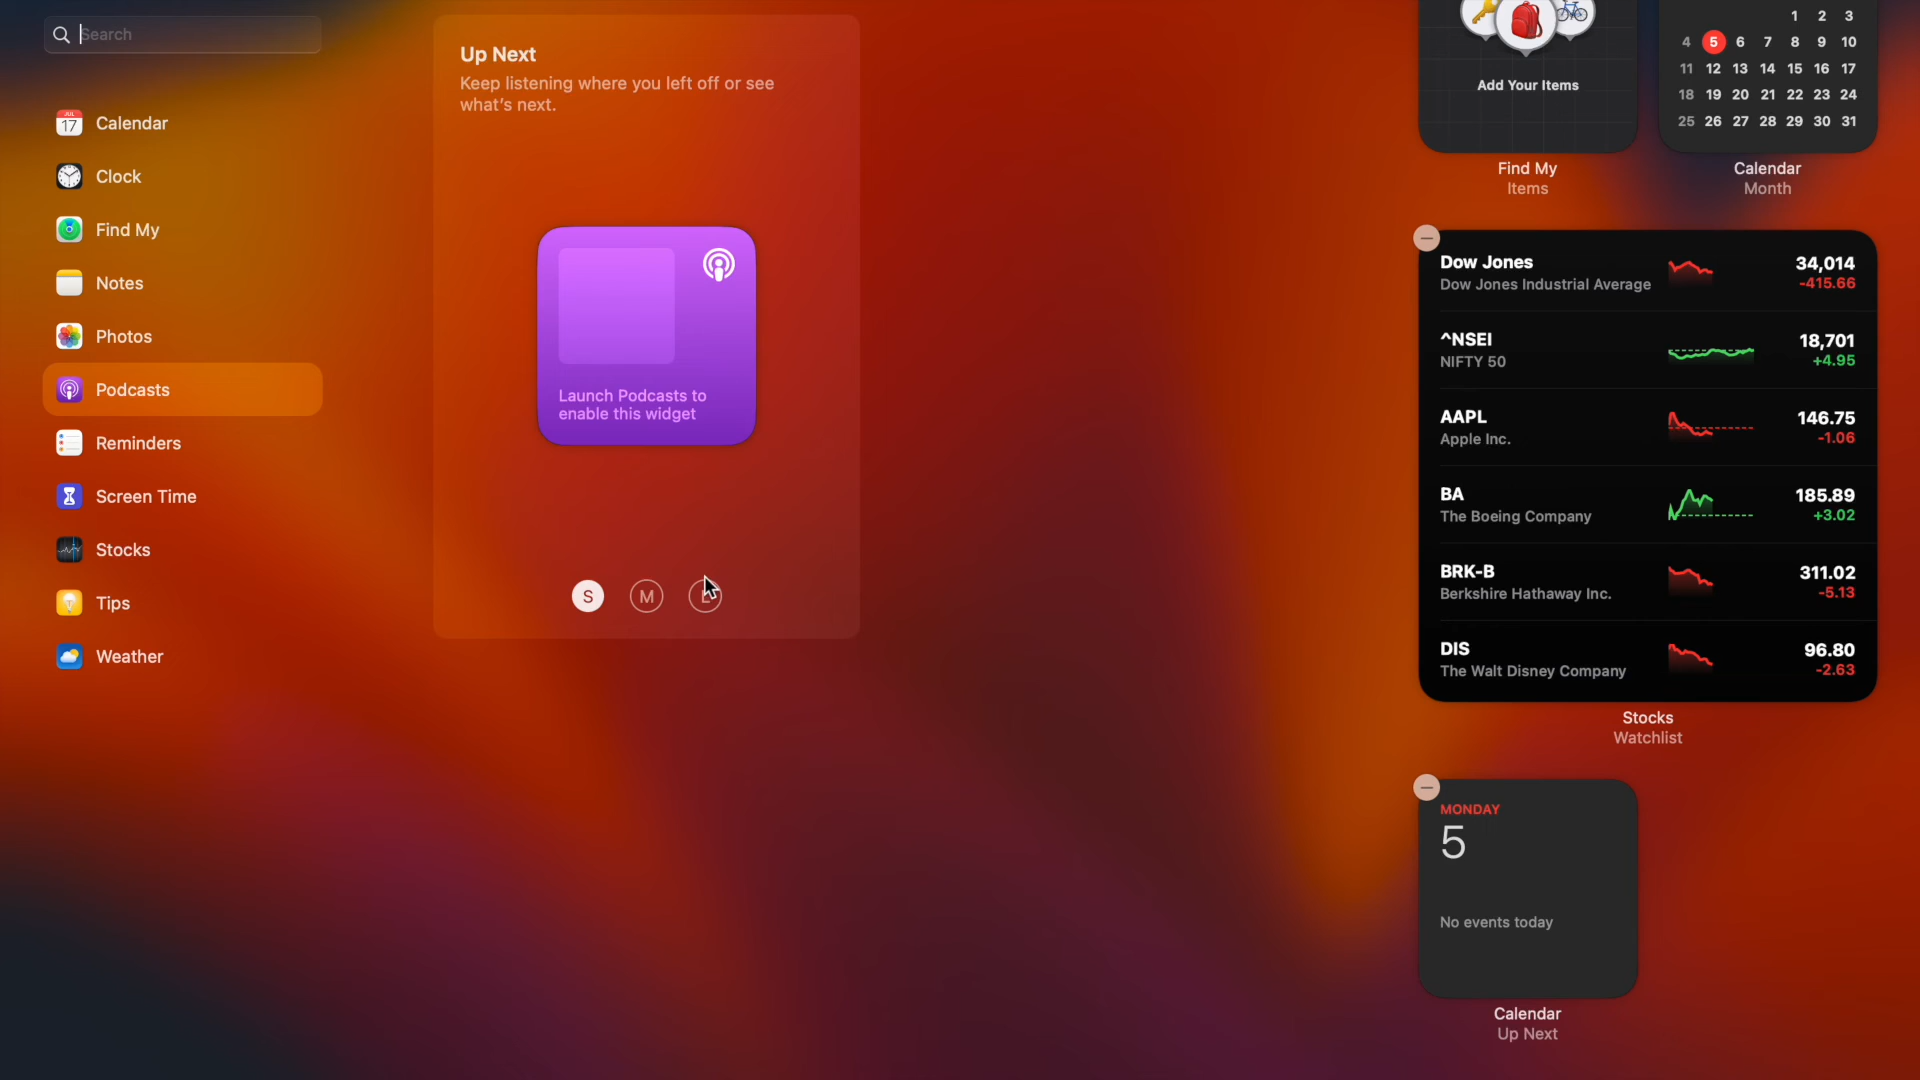 Search
JUL
17
Calendar
Clock
Find My
Notes
Photos
Podcasts
Reminders
Screen Time
Stocks
Tips
Weather
Up Next
Keep listening where you left off or see
what's next.
Launch Podcasts to
enable this widget
S M L
Add Your Items
Find My
Items
1 2 3
4 5 6 7 8 9 10
11 12 13 14 15 16 17
18 19 20 21 22 23 24
25 26 27 28 29 30 31
Calendar
Month
Dow Jones 34,014
Dow Jones Industrial Average -415.66
^NSEI 18,701
NIFTY 50 +4.95
AAPL 146.75
Apple Inc. -1.06
BA 185.89
The Boeing Company +3.02
BRK-B 311.02
Berkshire Hathaway Inc. -5.13
DIS 96.80
The Walt Disney Company -2.63
Stocks
Watchlist
MONDAY
5
No events today
Calendar
Up Next